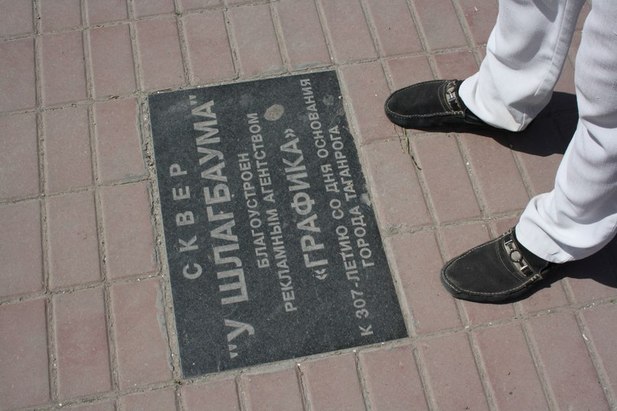 СКВЕР
"У ШЛАГБАУМА"
БЛАГОУСТРОЕН
РЕКЛАМНЫМ АГЕНТСТВОМ
«ГРАФИКА»
К 307-ЛЕТИЮ СО ДНЯ ОСНОВАНИЯ
ГОРОДА ТАГАНРОГА